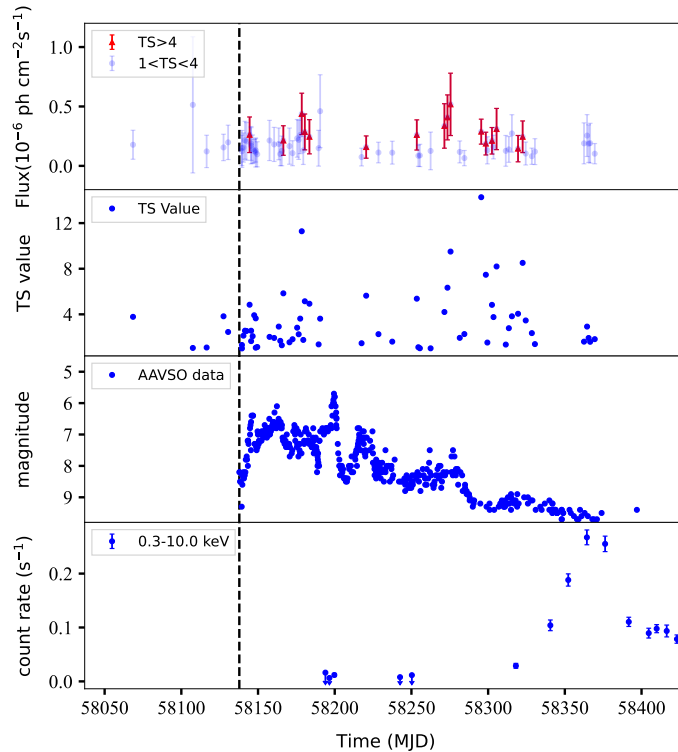 Flux(10⁻⁶ ph cm⁻²s⁻¹)
1.0
0.5
0.0
TS>4
1<TS<4
TS value
12
8
4
TS Value
magnitude
5
6
7
8
9
AAVSO data
count rate (s⁻¹)
0.2
0.1
0.0
0.3-10.0 keV
58050 58100 58150 58200 58250 58300 58350 58400
Time (MJD)